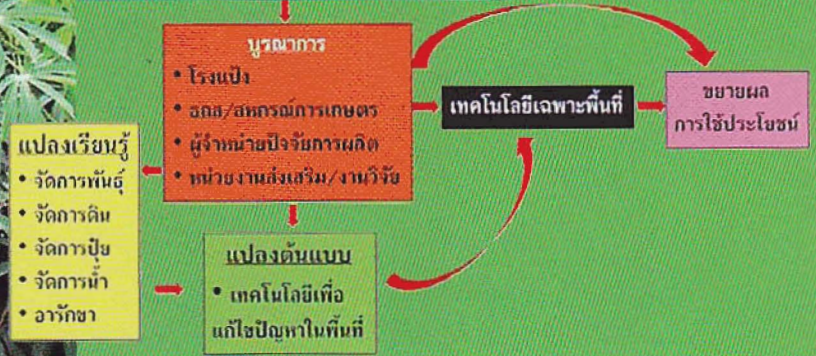 บูรณาการ
• โรงแป้ง
• ธกส/สหกรณ์การเกษตร
• ผู้จำหน่ายปัจจัยการผลิต
• หน่วยงานส่งเสริม/งานวิจัย
เทคโนโลยีเฉพาะพื้นที่
ขยายผล
การใช้ประโยชน์
แปลงเรียนรู้
• จัดการพันธุ์
• จัดการดิน
• จัดการปุ๋ย
• จัดการน้ำ
• อารักขา
แปลงต้นแบบ
• เทคโนโลยีเพื่อ
แก้ไขปัญหาในพื้นที่